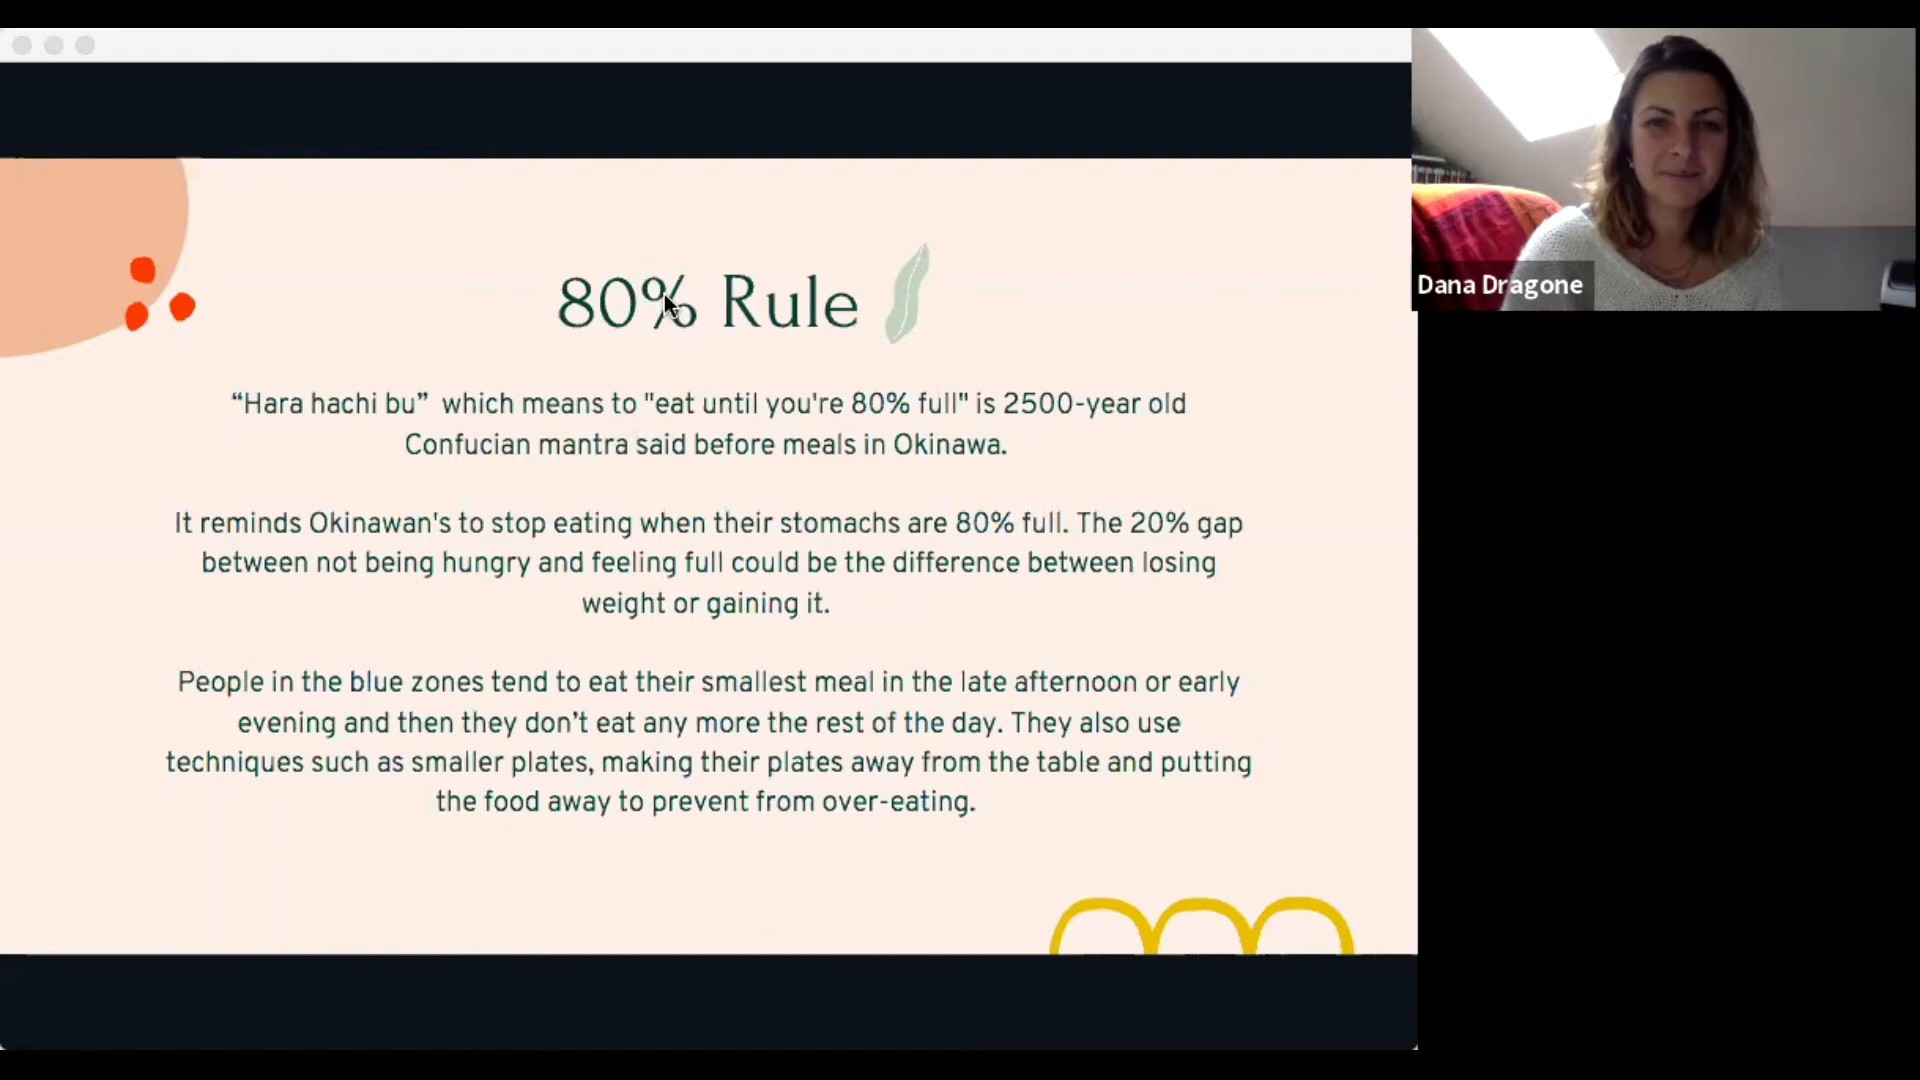 80% Rule
“Hara hachi bu”  which means to "eat until you're 80% full" is 2500-year old
Confucian mantra said before meals in Okinawa.
It reminds Okinawan's to stop eating when their stomachs are 80% full. The 20% gap
between not being hungry and feeling full could be the difference between losing
weight or gaining it.
People in the blue zones tend to eat their smallest meal in the late afternoon or early
evening and then they don’t eat any more the rest of the day. They also use
techniques such as smaller plates, making their plates away from the table and putting
the food away to prevent from over-eating.
Dana Dragone